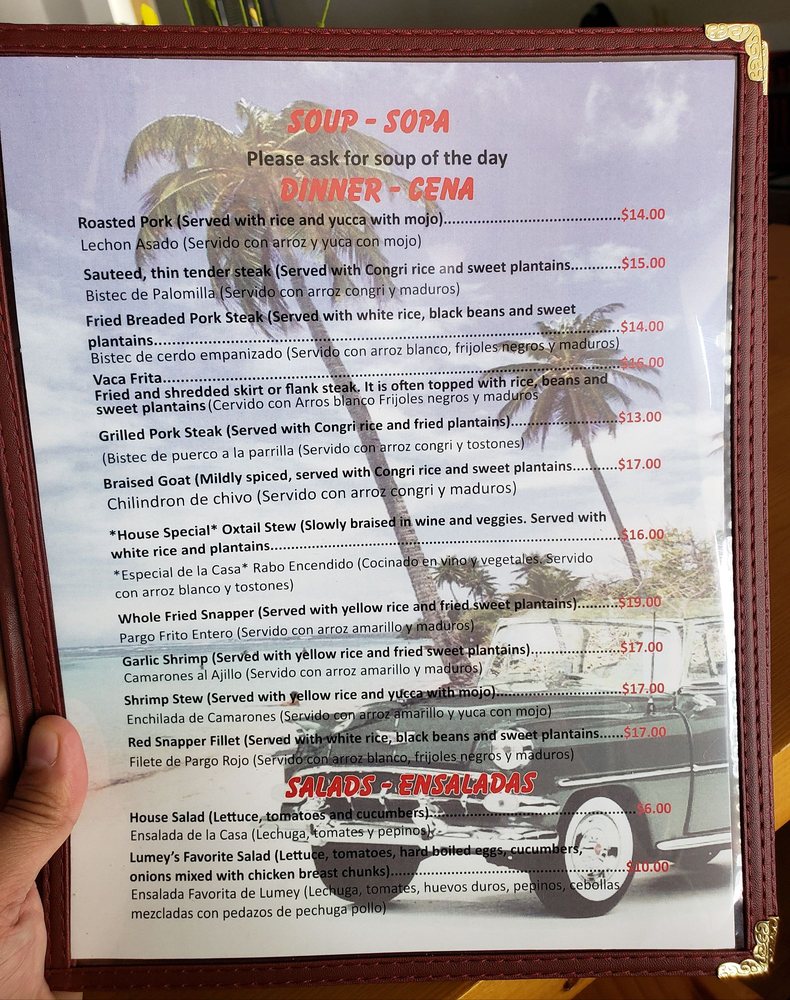 SOUP - SOPA
Please ask for soup of the day
DINNER - CENA
Roasted Pork (Served with rice and yucca with mojo)............................................$14.00
Lechon Asado (Servido con arroz y yuca con mojo)
Sauteed, thin tender steak (Served with Congri rice and sweet plantains............$15.00
Bistec de Palomilla (Servido con arroz congri y maduros)
Fried Breaded Pork Steak (Served with white rice, black beans and sweet
plantains....................................................................................................................$14.00
Bistec de cerdo empanizado (Servido con arroz blanco, frijoles negros y maduros)
Vaca Frita...................................................................................................................$16.00
Fried and shredded skirt or flank steak. It is often topped with rice, beans and
sweet plantains (Cervido con Arros blanco Frijoles negros y maduros
Grilled Pork Steak (Served with Congri rice and fried plantains)...........................$13.00
(Bistec de puerco a la parrilla (Servido con arroz congri y tostones)
Braised Goat (Mildly spiced, served with Congri rice and sweet plantains...........$17.00
Chilindron de chivo (Servido con arroz congri y maduros)
*House Special* Oxtail Stew (Slowly braised in wine and veggies. Served with
white rice and plantains.......................................................................................$16.00
*Especial de la Casa* Rabo Encendido (Cocinado en vino y vegetales. Servido
con arroz blanco y tostones)
Whole Fried Snapper (Served with yellow rice and fried sweet plantains)..........$19.00
Pargo Frito Entero (Servido con arroz amarillo y maduros)
Garlic Shrimp (Served with yellow rice and fried sweet plantains)......................$17.00
Camarones al Ajillo (Servido con arroz amarillo y maduros)
Shrimp Stew (Served with yellow rice and yucca with mojo)...............................$17.00
Enchilada de Camarones (Servido con arroz amarillo y yuca con mojo)
Red Snapper Fillet (Served with white rice, black beans and sweet plantains......$17.00
Filete de Pargo Rojo (Servido con arroz blanco, frijoles negros y maduros)
SALADS - ENSALADAS
House Salad (Lettuce, tomatoes and cucumbers)...................................................$6.00
Ensalada de la Casa (Lechuga, tomates y pepinos)
Lumey's Favorite Salad (Lettuce, tomatoes, hard boiled eggs, cucumbers,
onions mixed with chicken breast chunks)...........................................................$10.00
Ensalada Favorita de Lumey (Lechuga, tomates, huevos duros, pepinos, cebollas
mezcladas con pedazos de pechuga pollo)